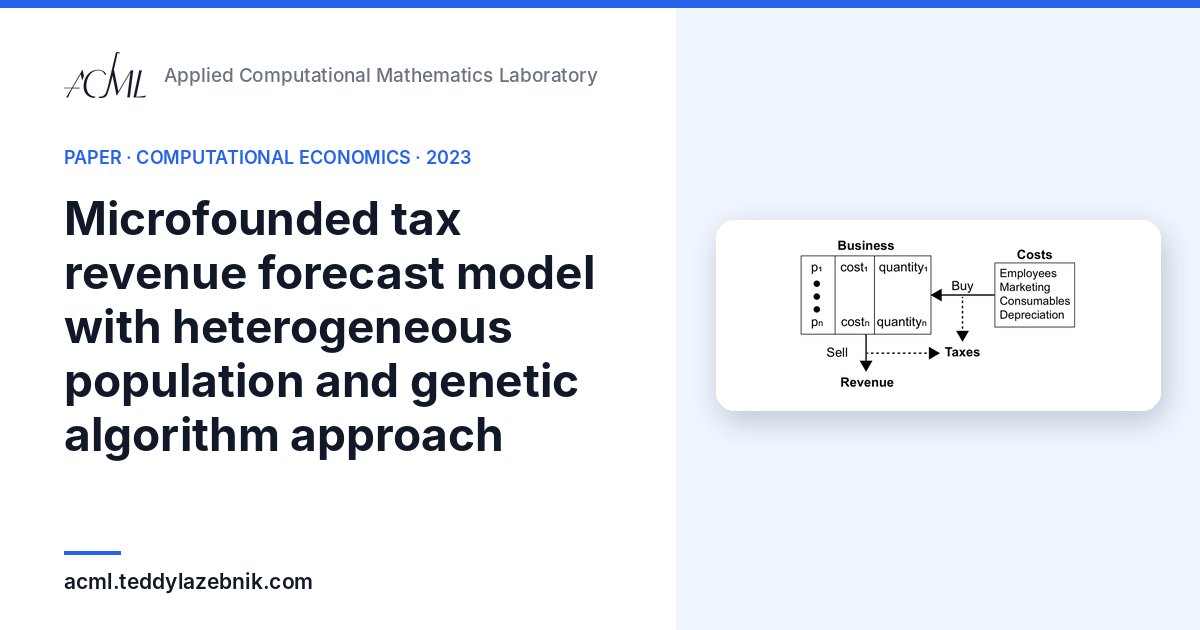 ACML
Applied Computational Mathematics Laboratory
PAPER · COMPUTATIONAL ECONOMICS · 2023
Microfounded tax
revenue forecast model
with heterogeneous
population and genetic
algorithm approach
acml.teddylazebnik.com
Business
p₁ cost₁ quantity₁
pₙ costₙ quantityₙ
Costs
Employees
Marketing
Consumables
Depreciation
Buy
Sell
Taxes
Revenue